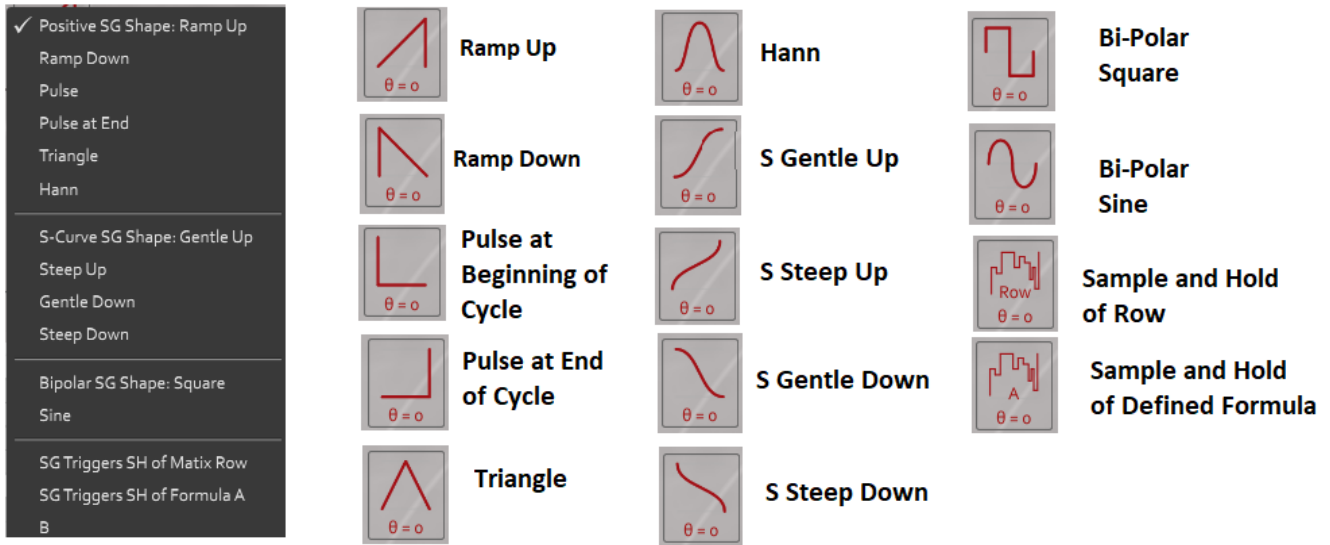 ✓ Positive SG Shape: Ramp Up
Ramp Down
Pulse
Pulse at End
Triangle
Hann
S-Curve SG Shape: Gentle Up
Steep Up
Gentle Down
Steep Down
Bipolar SG Shape: Square
Sine
SG Triggers SH of Matix Row
SG Triggers SH of Formula A
B
θ = o
Ramp Up
θ = o
Ramp Down
θ = o
Pulse at
Beginning of
Cycle
θ = o
Pulse at End
of Cycle
θ = o
Triangle
θ = o
Hann
θ = o
S Gentle Up
θ = o
S Steep Up
θ = o
S Gentle Down
θ = o
S Steep Down
θ = o
Bi-Polar
Square
θ = o
Bi-Polar
Sine
Row
θ = o
Sample and Hold
of Row
A
θ = o
Sample and Hold
of Defined Formula